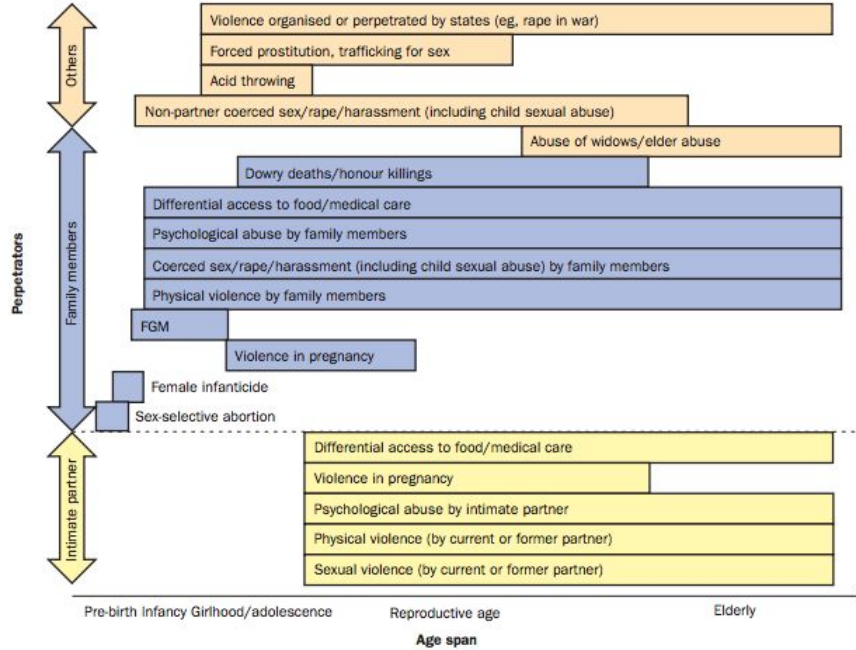 Perpetrators
Others
Violence organised or perpetrated by states (eg, rape in war)
Forced prostitution, trafficking for sex
Acid throwing
Non-partner coerced sex/rape/harassment (including child sexual abuse)
Abuse of widows/elder abuse
Family members
Dowry deaths/honour killings
Differential access to food/medical care
Psychological abuse by family members
Coerced sex/rape/harassment (including child sexual abuse) by family members
Physical violence by family members
FGM
Violence in pregnancy
Female infanticide
Sex-selective abortion
Intimate partner
Differential access to food/medical care
Violence in pregnancy
Psychological abuse by intimate partner
Physical violence (by current or former partner)
Sexual violence (by current or former partner)
Pre-birth Infancy Girlhood/adolescence Reproductive age Elderly
Age span